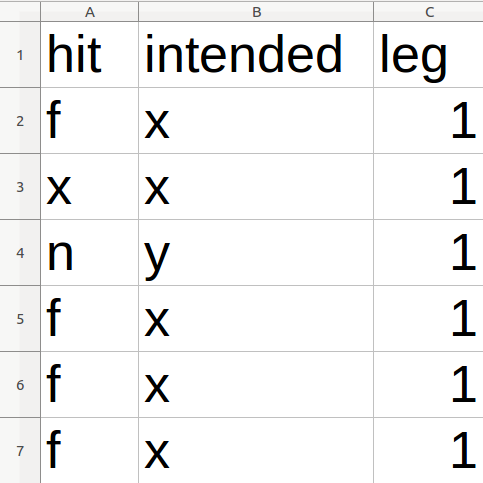 A B C
1 hit intended leg
2 f x 1
3 x x 1
4 n y 1
5 f x 1
6 f x 1
7 f x 1